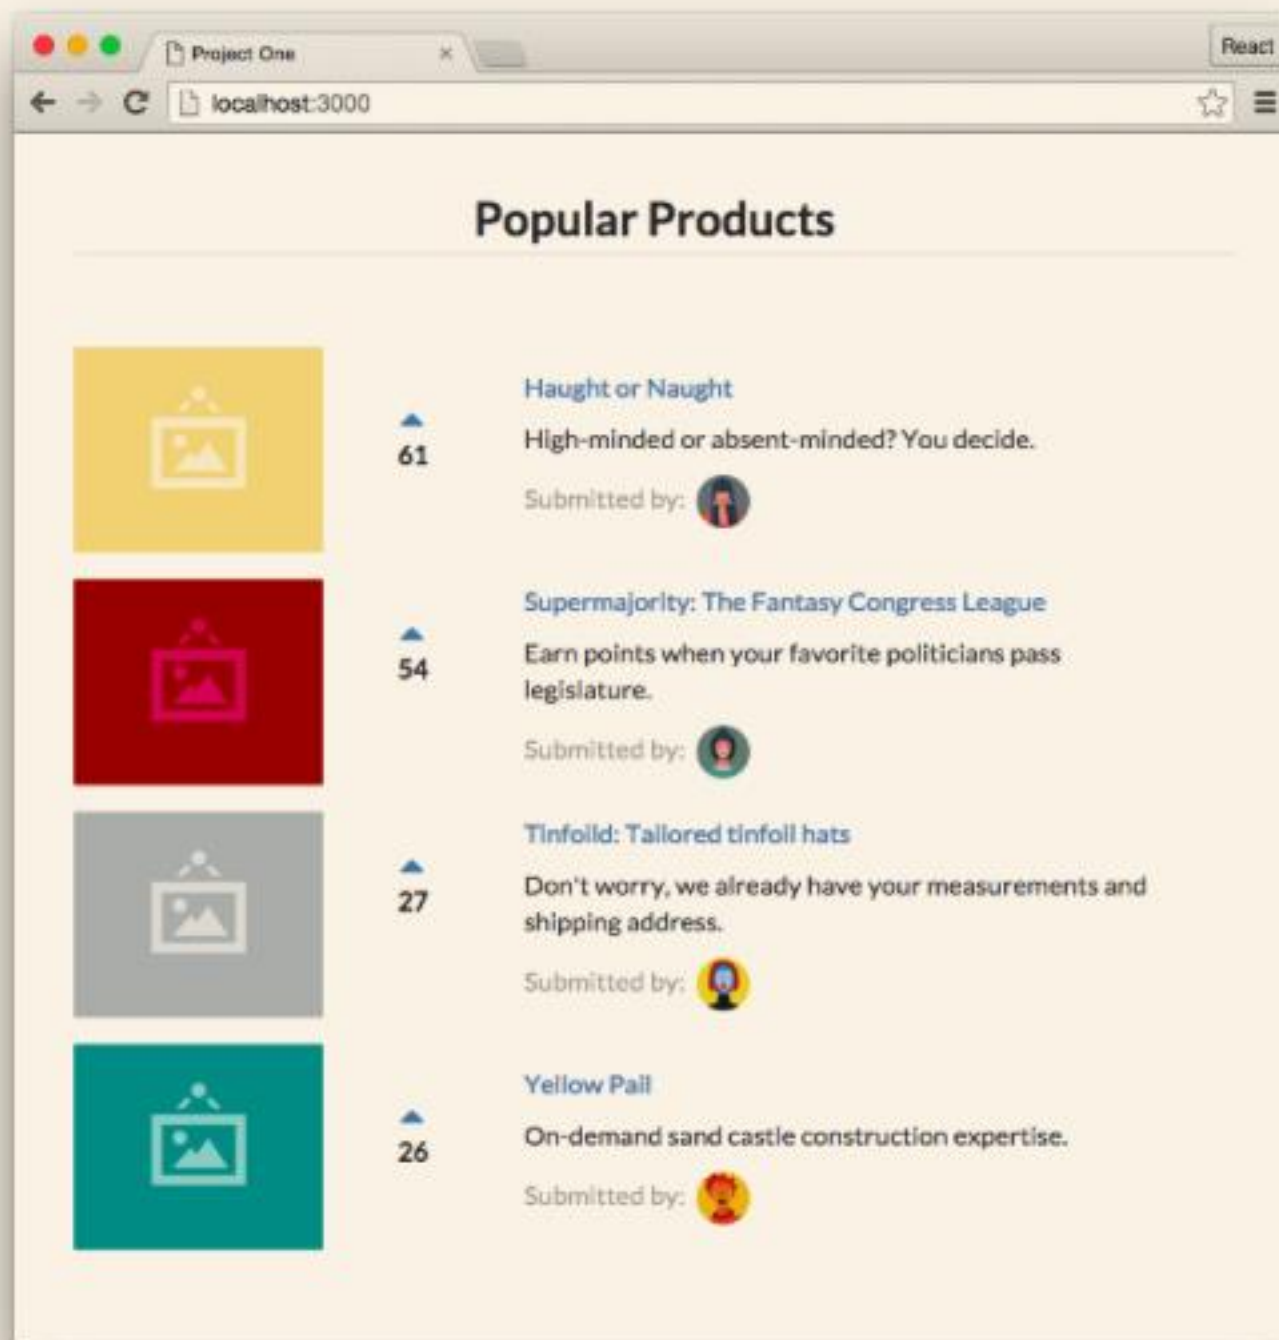 Project One
React
localhost:3000
Popular Products
Haught or Naught
61
High-minded or absent-minded? You decide.
Submitted by:
Supermajority: The Fantasy Congress League
54
Earn points when your favorite politicians pass
legislature.
Submitted by:
Tinfoild: Tailored tinfoil hats
27
Don't worry, we already have your measurements and
shipping address.
Submitted by:
Yellow Pail
26
On-demand sand castle construction expertise.
Submitted by: